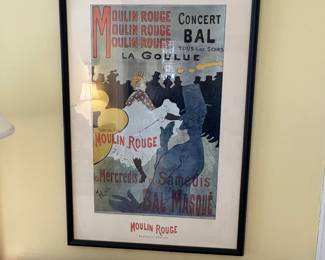 MOULIN ROUGE CONCERT
MOULIN ROUGE BAL
MOULIN ROUGE TOUS LES SOIRS
LA GOULUE
MOULIN ROUGE
les Mercredis Samedis
BAL MASQUÉ
MOULIN ROUGE